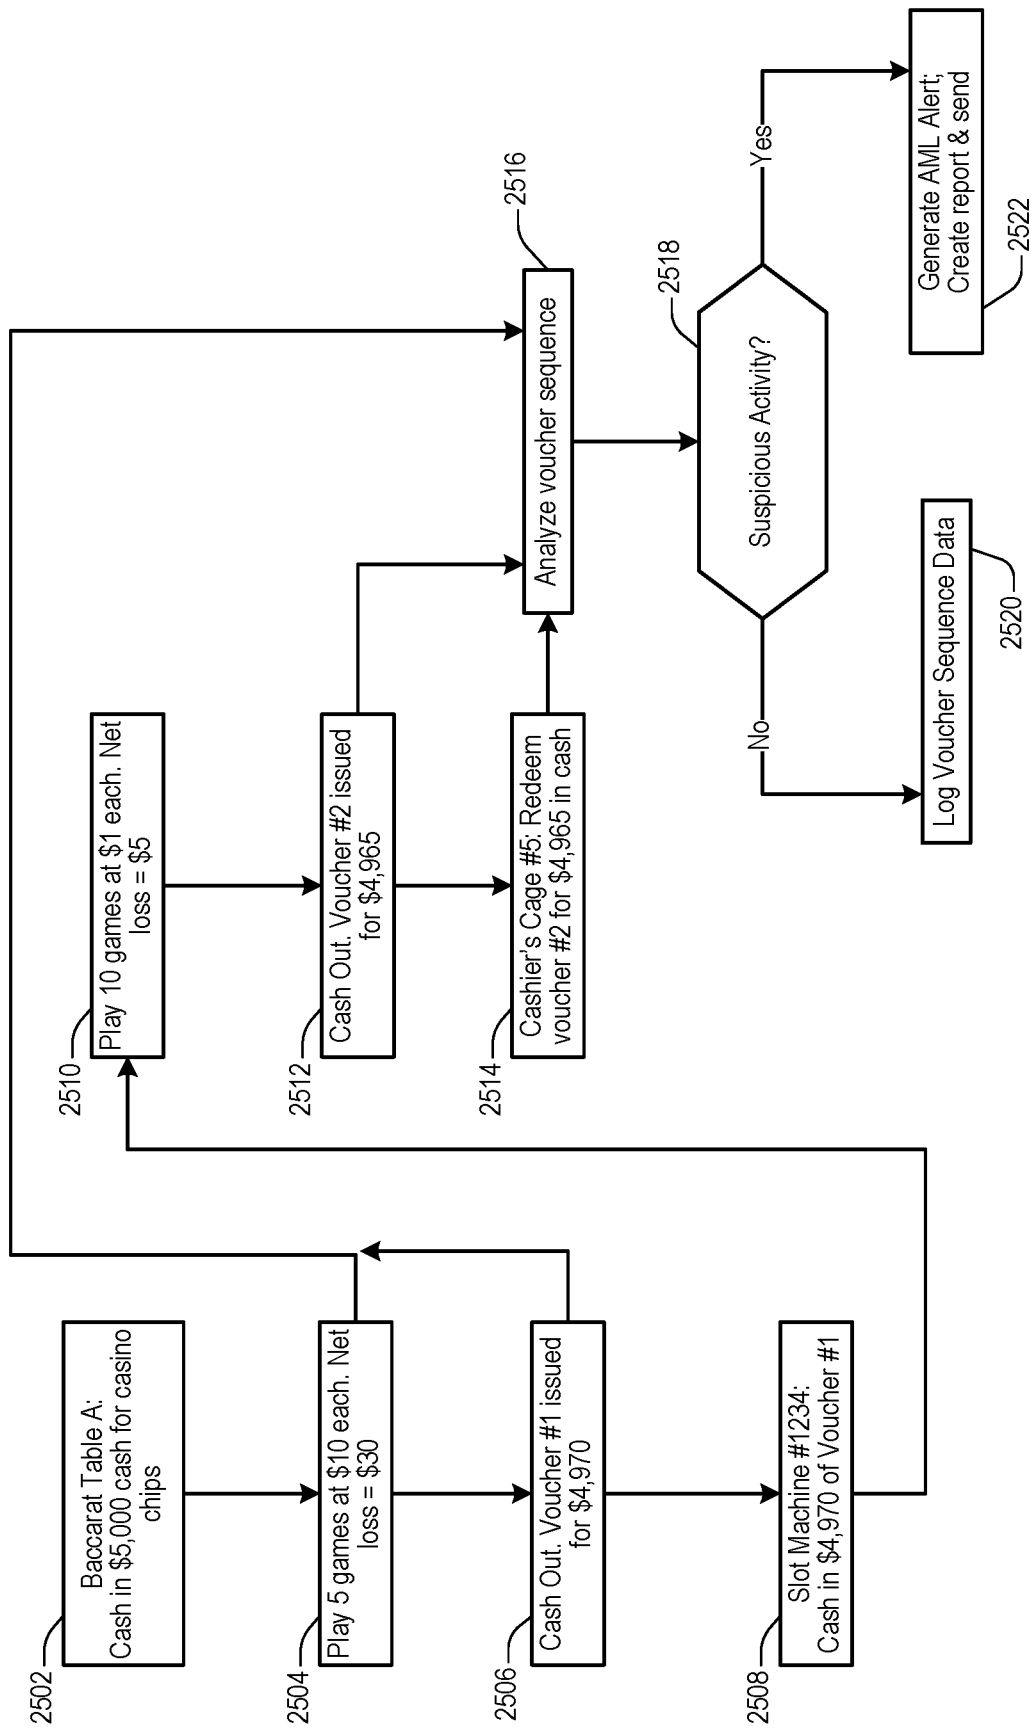 2502
Baccarat Table A:
Cash in $5,000 cash for casino
chips
2504
Play 5 games at $10 each. Net
loss = $30
2506
Cash Out. Voucher #1 issued
for $4,970
2508
Slot Machine #1234:
Cash in $4,970 of Voucher #1
2510
Play 10 games at $1 each. Net
loss = $5
2512
Cash Out. Voucher #2 issued
for $4,965
2514
Cashier's Cage #5: Redeem
voucher #2 for $4,965 in cash
2516
Analyze voucher sequence
2518
Suspicious Activity?
No
Yes
Log Voucher Sequence Data
2520
Generate AML Alert;
Create report & send
2522